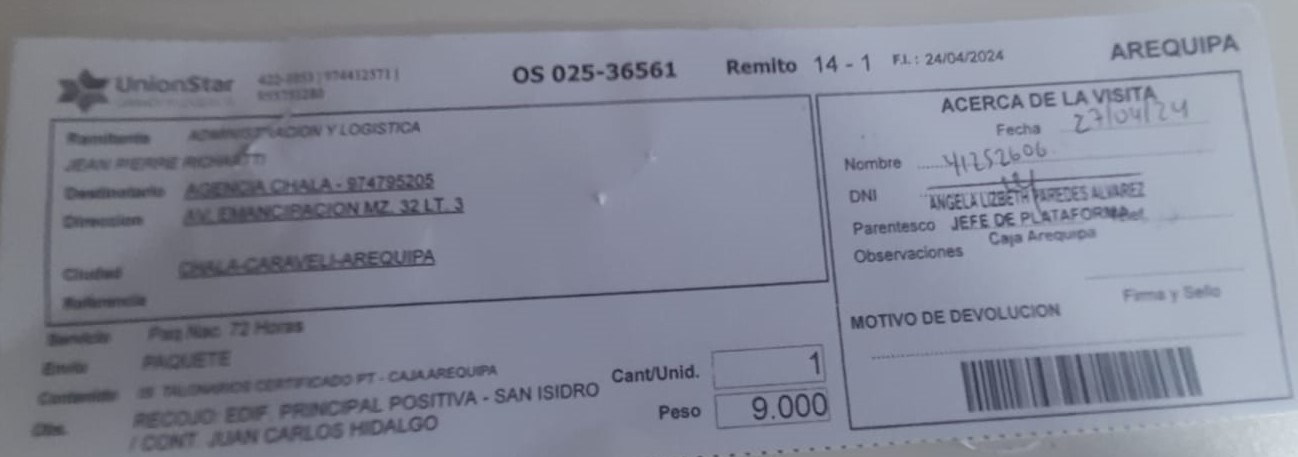 UnionStar
OS 025-36561
Remito 14 - 1
F.I. : 24/04/2024
AREQUIPA
Remitente ADMINISTRACION Y LOGISTICA
JEAN PIERRE
Destinatario AGENCIA CHALA - 974795205
Direccion AV. EMANCIPACION MZ. 32 LT. 3
Ciudad CHALA-CARAVELI-AREQUIPA
Referencia
Servicio Paq Nac. 72 Horas
Envio PAQUETE
Contenido TALONARIOS CERTIFICADO PT - CAJA AREQUIPA
Obs. RECOJO: EDIF. PRINCIPAL POSITIVA - SAN ISIDRO
/ CONT. JUAN CARLOS HIDALGO
Cant/Unid. 1
Peso 9.000
ACERCA DE LA VISITA
Fecha 27/04/24
Nombre 41252606
DNI
ANGELA LIZBETH PAREDES ALVAREZ
Parentesco JEFE DE PLATAFORMA
Observaciones Caja Arequipa
Firma y Sello
MOTIVO DE DEVOLUCION